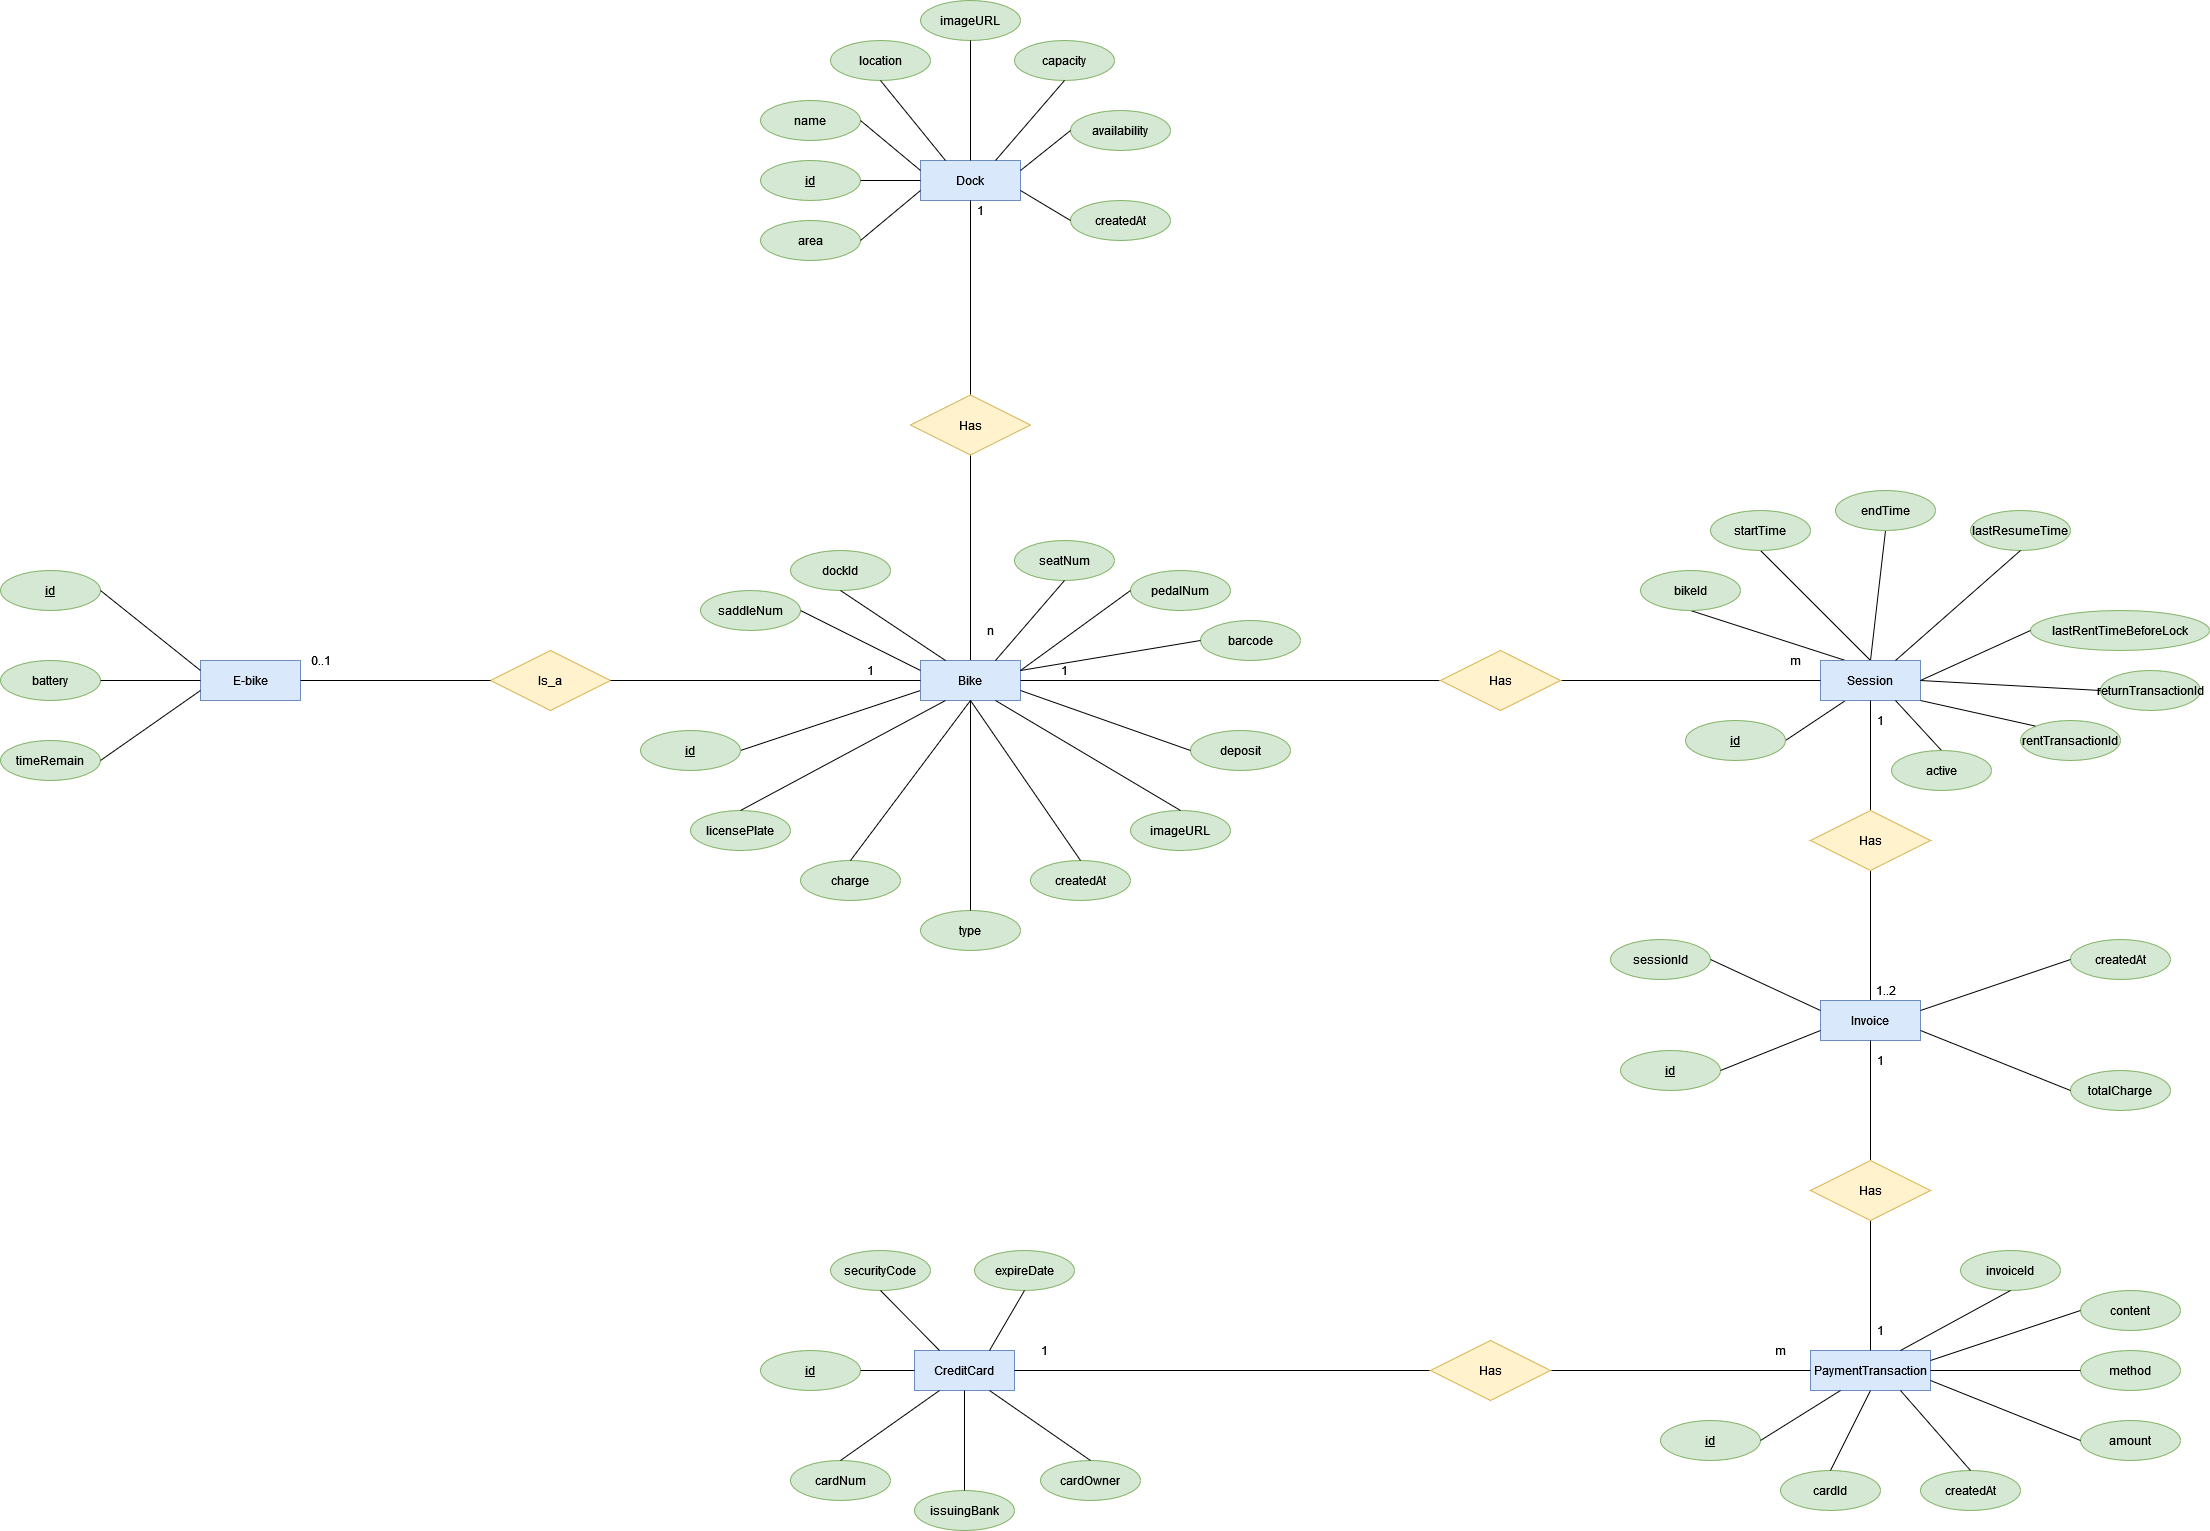 imageURL
location
capacity
name
availability
id
Dock
area
createdAt
1
Has
n
startTime
endTime
lastResumeTime
bikeId
lastRentTimeBeforeLock
dockId
seatNum
pedalNum
saddleNum
barcode
id
battery
timeRemain
E-bike
0..1
Is_a
1
Bike
1
Has
m
Session
returnTransactionId
rentTransactionId
id
active
1
id
deposit
licensePlate
imageURL
charge
createdAt
type
Has
sessionId
createdAt
1..2
Invoice
id
totalCharge
1
Has
securityCode
expireDate
invoiceId
content
1
id
CreditCard
1
Has
m
PaymentTransaction
method
id
amount
cardNum
cardOwner
issuingBank
cardId
createdAt